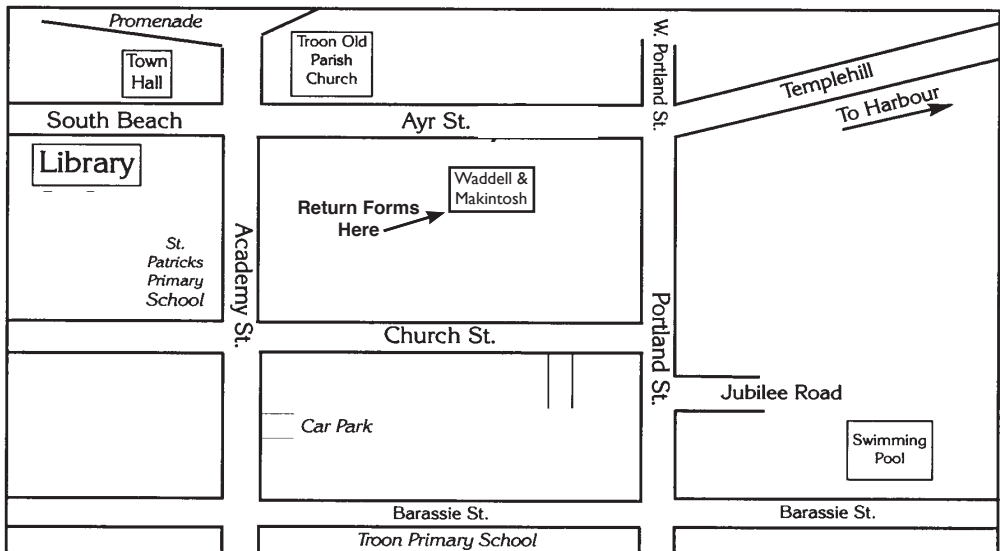 Promenade
Town
Hall
Troon Old
Parish
Church
W. Portland St.
Templehill
To Harbour
South Beach
Ayr St.
Library
Waddell &
Makintosh
Return Forms
Here
St.
Patricks
Primary
School
Academy St.
Church St.
Portland St.
Jubilee Road
Car Park
Swimming
Pool
Barassie St.
Barassie St.
Troon Primary School